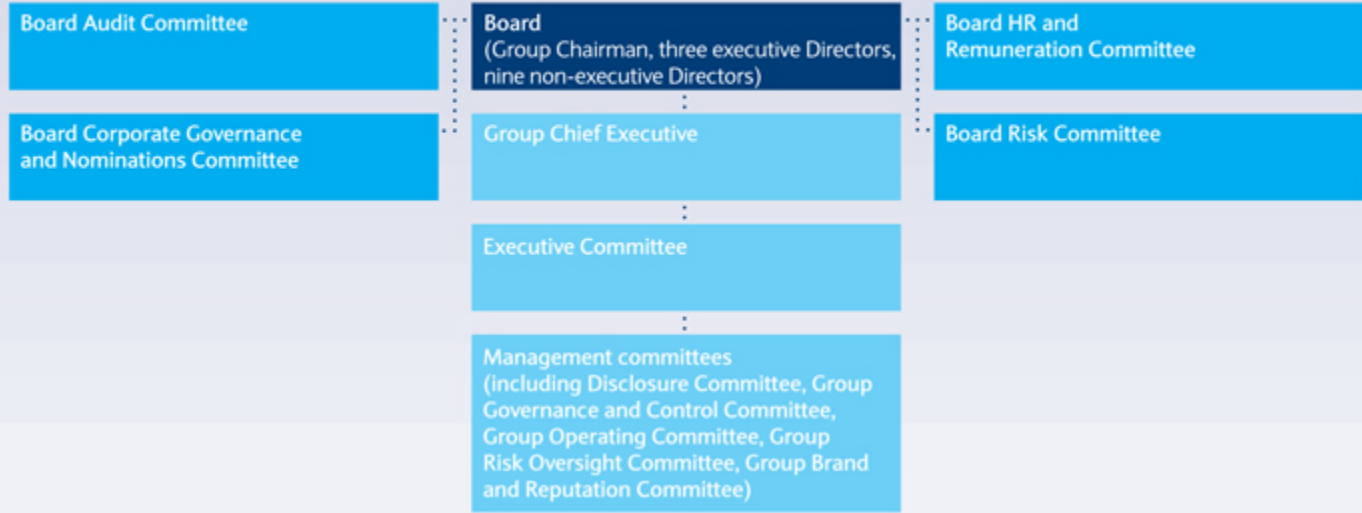 Board Audit Committee
Board
(Group Chairman, three executive Directors,
nine non-executive Directors)
Board HR and
Remuneration Committee
Board Corporate Governance
and Nominations Committee
Group Chief Executive
Board Risk Committee
Executive Committee
Management committees
(including Disclosure Committee, Group
Governance and Control Committee,
Group Operating Committee, Group
Risk Oversight Committee, Group Brand
and Reputation Committee)